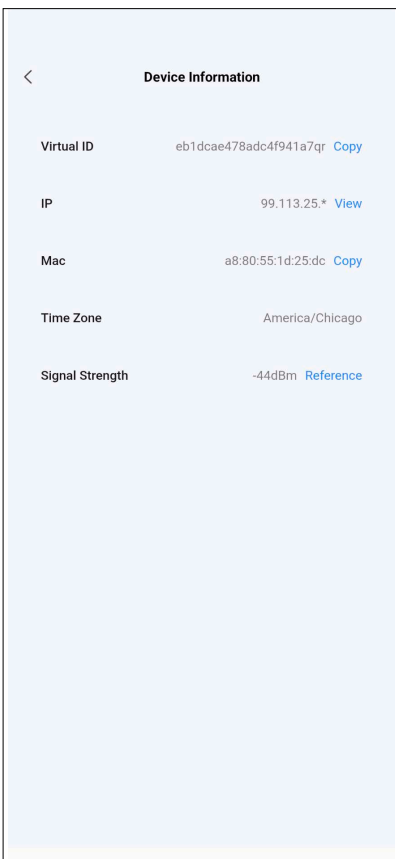 Device Information
Virtual ID eb1dcae478adc4f941a7qr Copy
IP 99.113.25.* View
Mac a8:80:55:1d:25:dc Copy
Time Zone America/Chicago
Signal Strength -44dBm Reference